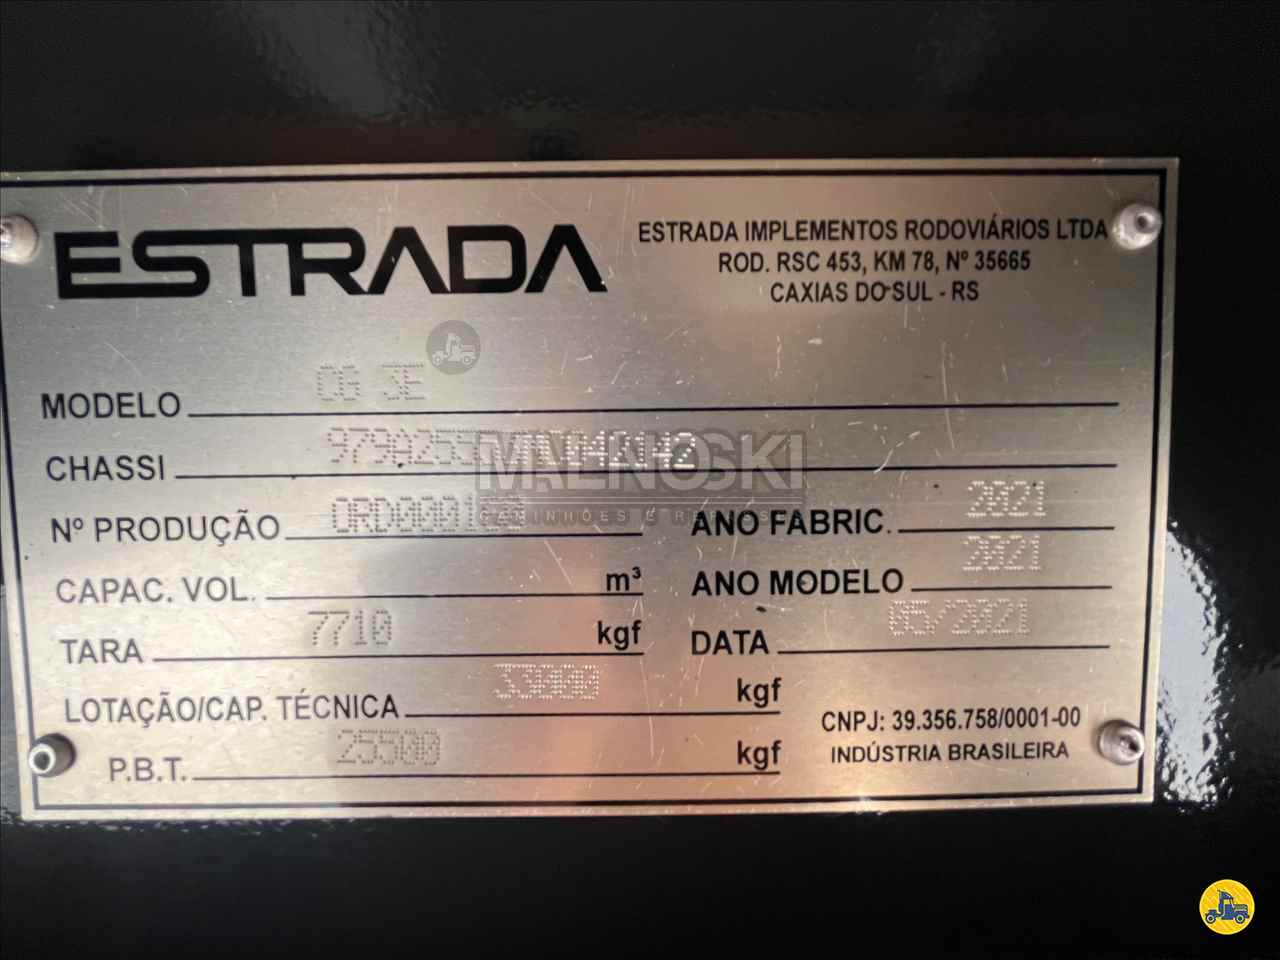 ESTRADA
ESTRADA IMPLEMENTOS RODOVIÁRIOS LTDA
ROD. RSC 453, KM 78, Nº 35665
CAXIAS DO SUL - RS
MODELO CG 3E
CHASSI
MALINOSKI
CAMINHÕES E
Nº PRODUÇÃO
ANO FABRIC. 2021
CAPAC. VOL. m³
ANO MODELO 2021
TARA 7710 kgf
DATA 05/2021
LOTAÇÃO/CAP. TÉCNICA 33000 kgf
P.B.T. 25500 kgf
CNPJ: 39.356.758/0001-00
INDÚSTRIA BRASILEIRA